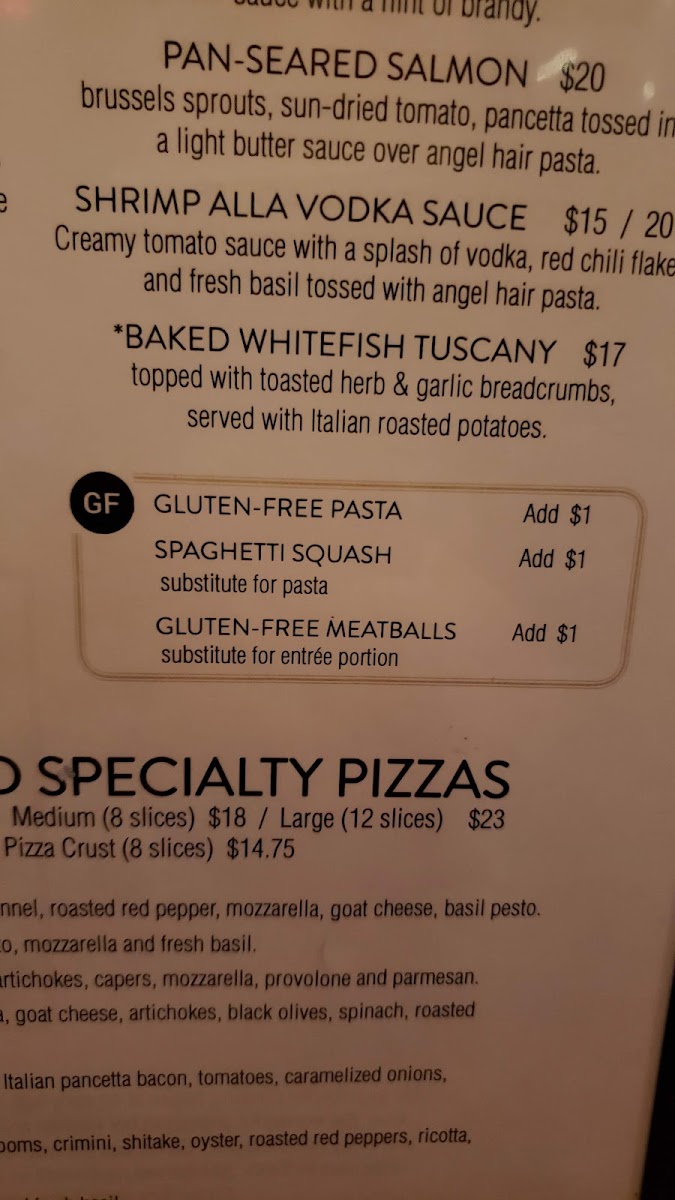 sauce with a hint of brandy.
PAN-SEARED SALMON $20
brussels sprouts, sun-dried tomato, pancetta tossed in
a light butter sauce over angel hair pasta.
e
SHRIMP ALLA VODKA SAUCE $15 / 20
Creamy tomato sauce with a splash of vodka, red chili flake
and fresh basil tossed with angel hair pasta.
*BAKED WHITEFISH TUSCANY $17
topped with toasted herb & garlic breadcrumbs,
served with Italian roasted potatoes.
GF GLUTEN-FREE PASTA Add $1
SPAGHETTI SQUASH Add $1
substitute for pasta
GLUTEN-FREE MEATBALLS Add $1
substitute for entrée portion
SPECIALTY PIZZAS
Medium (8 slices) $18 / Large (12 slices) $23
Pizza Crust (8 slices) $14.75
nnel, roasted red pepper, mozzarella, goat cheese, basil pesto.
o, mozzarella and fresh basil.
artichokes, capers, mozzarella, provolone and parmesan.
a, goat cheese, artichokes, black olives, spinach, roasted
Italian pancetta bacon, tomatoes, caramelized onions,
ooms, crimini, shitake, oyster, roasted red peppers, ricotta,